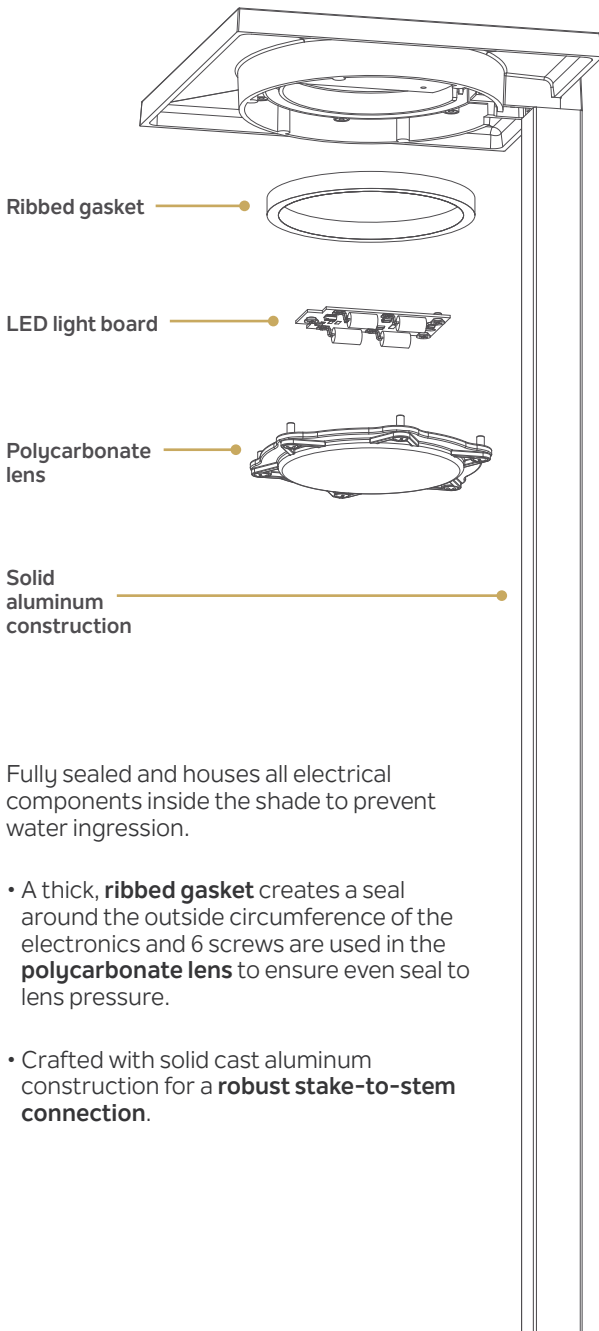 Ribbed gasket
LED light board
Polycarbonate
lens
Solid
aluminum
construction
Fully sealed and houses all electrical
components inside the shade to prevent
water ingression.
• A thick, ribbed gasket creates a seal
around the outside circumference of the
electronics and 6 screws are used in the
polycarbonate lens to ensure even seal to
lens pressure.
• Crafted with solid cast aluminum
construction for a robust stake-to-stem
connection.